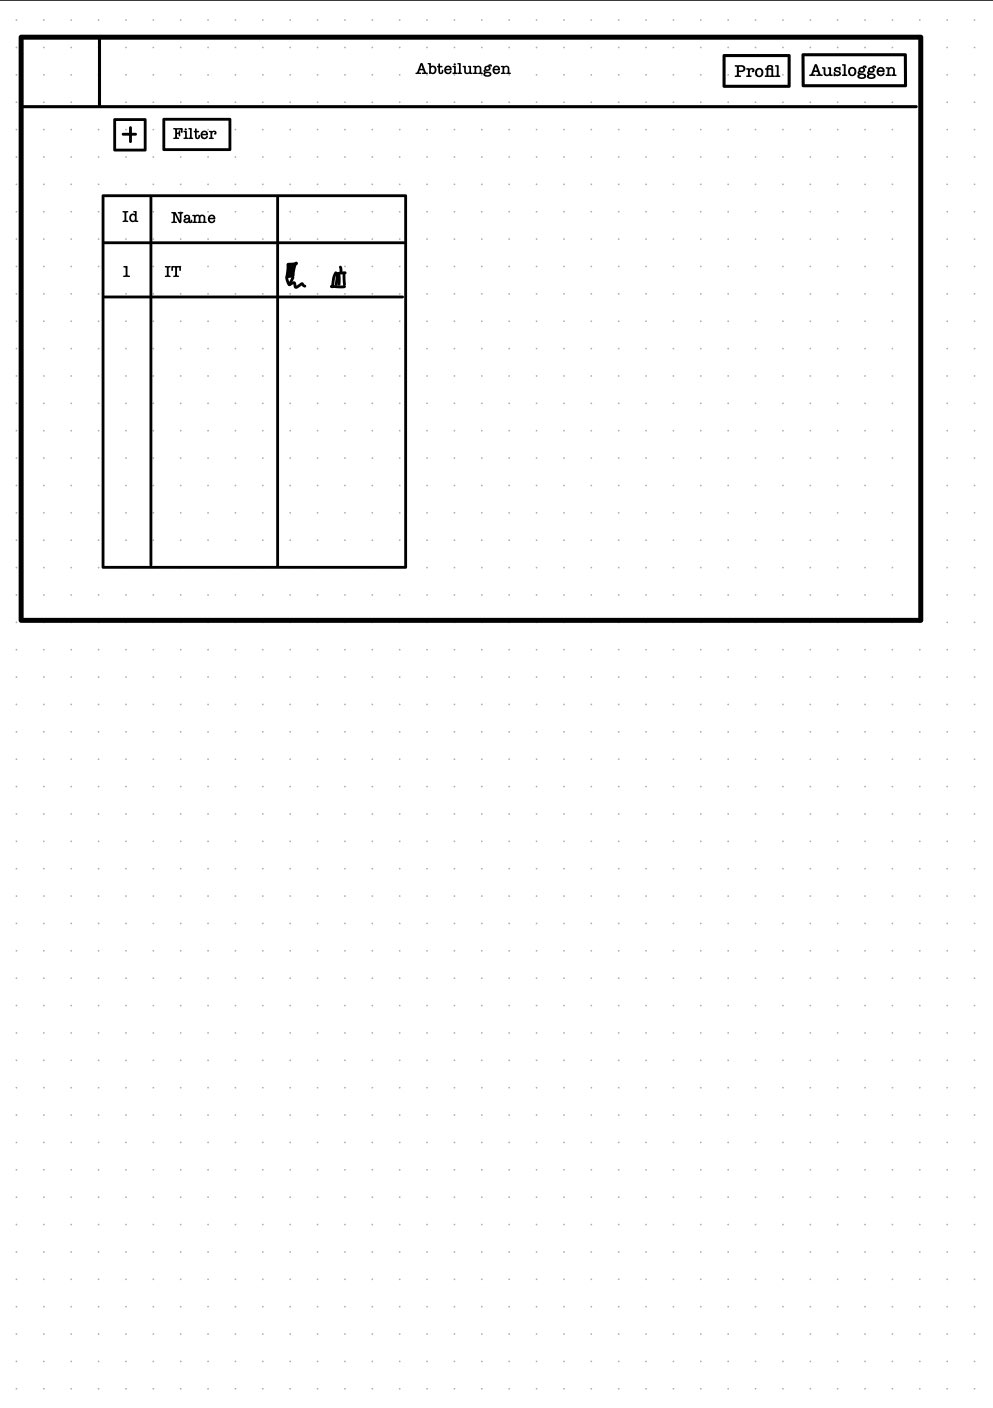 Abteilungen
Profil
Ausloggen
+
Filter
Id Name
1 IT